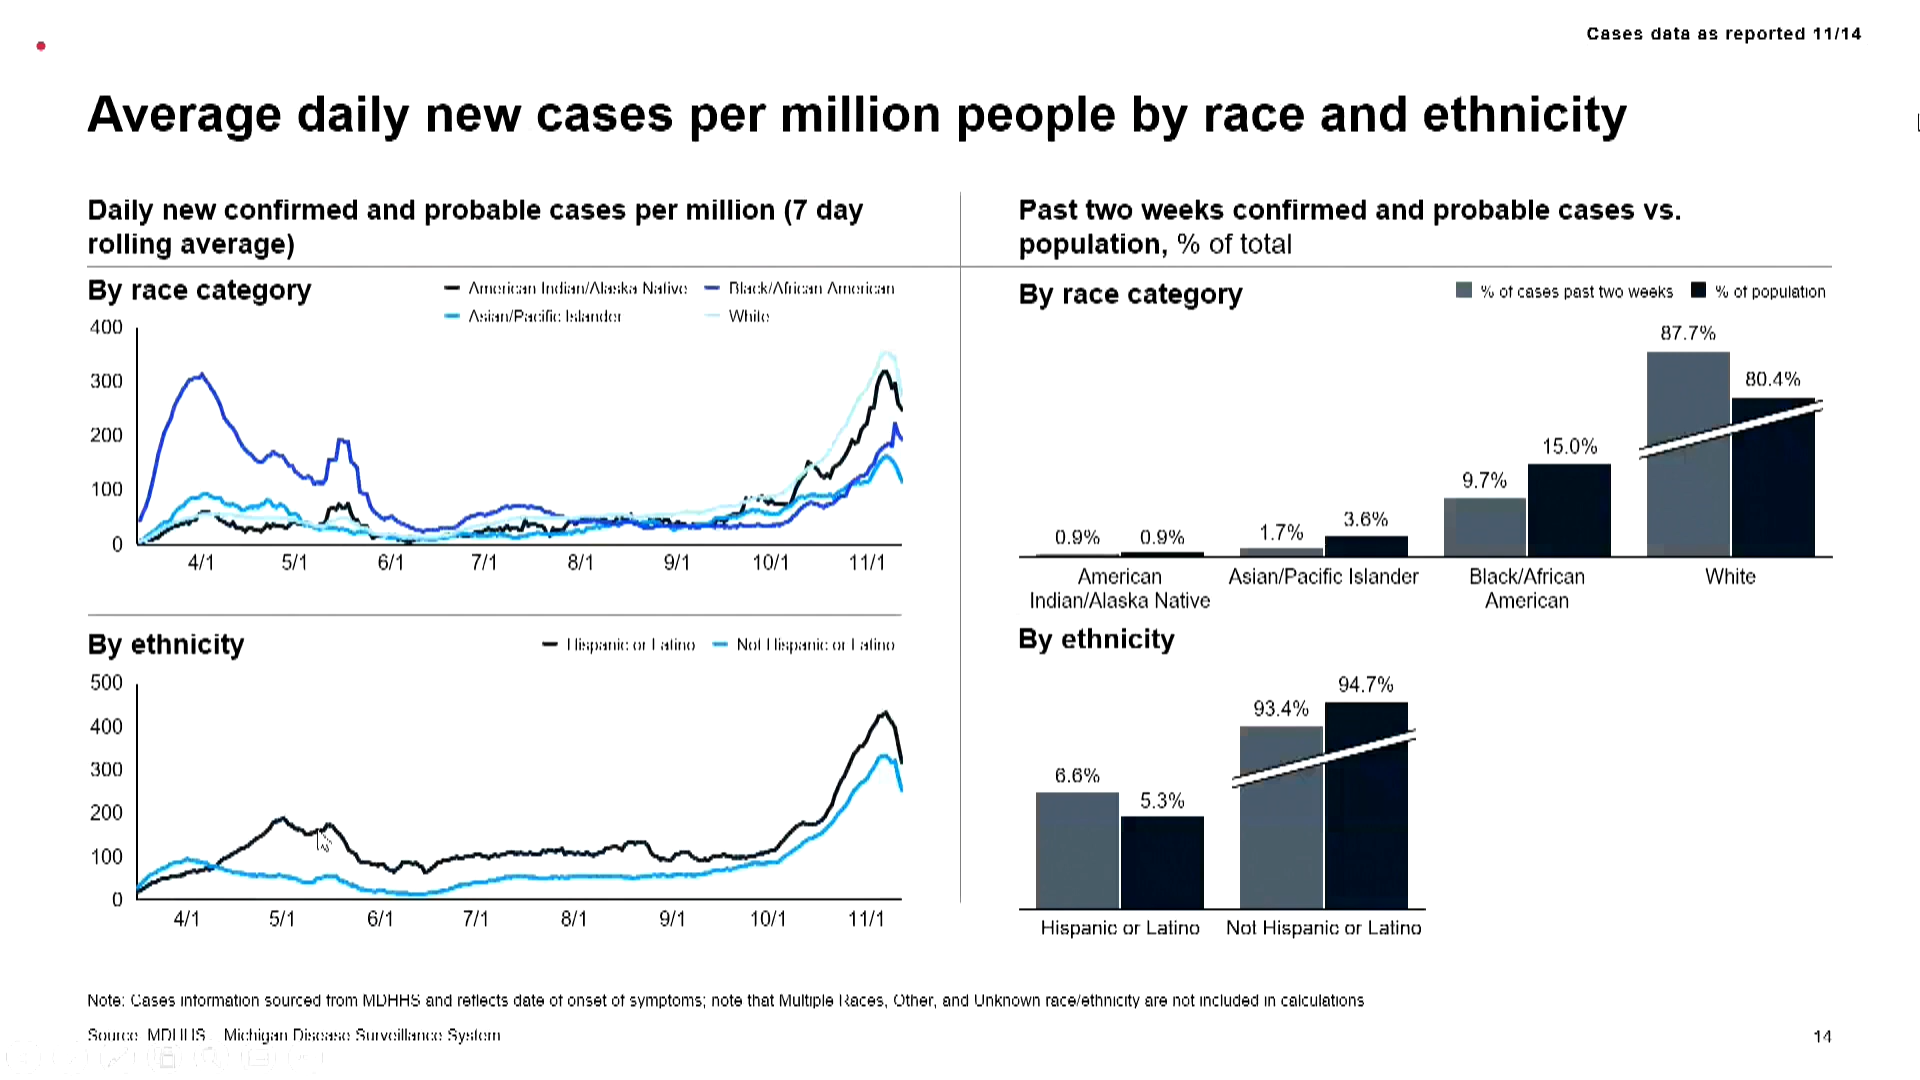 Cases data as reported 11/14
Average daily new cases per million people by race and ethnicity
Daily new confirmed and probable cases per million (7 day
rolling average)
By race category
American Indian/Alaska Native
Black/African American
Asian/Pacific Islander
White
400
300
200
100
0
4/1 5/1 6/1 7/1 8/1 9/1 10/1 11/1
By ethnicity
Hispanic or Latino
Not Hispanic or Latino
500
400
300
200
100
0
4/1 5/1 6/1 7/1 8/1 9/1 10/1 11/1
Past two weeks confirmed and probable cases vs.
population, % of total
By race category
% of cases past two weeks
% of population
87.7%
80.4%
15.0%
9.7%
3.6%
1.7%
0.9% 0.9%
American
Indian/Alaska Native
Asian/Pacific Islander
Black/African
American
White
By ethnicity
94.7%
93.4%
6.6%
5.3%
Hispanic or Latino
Not Hispanic or Latino
Note: Cases information sourced from MDHHS and reflects date of onset of symptoms; note that Multiple Races, Other, and Unknown race/ethnicity are not included in calculations
Source: MDHHS – Michigan Disease Surveillance System
14